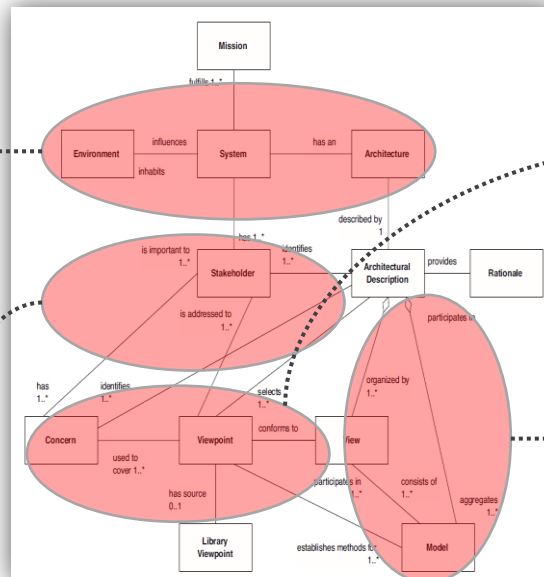 Mission
fulfills 1..*
Environment
influences
inhabits
System
has an
Architecture
has 1..*
described by
1
is important to
1..*
Stakeholder
identifies
1..*
Architectural
Description
provides
Rationale
is addressed to
1..*
participates in
has
1..*
identifies
1..*
selects
1..*
organized by
1..*
Concern
used to
cover 1..*
Viewpoint
conforms to
View
has source
0..1
participates in
1..*
consists of
1..*
aggregates
1..*
Library
Viewpoint
establishes methods for
1..*
Model